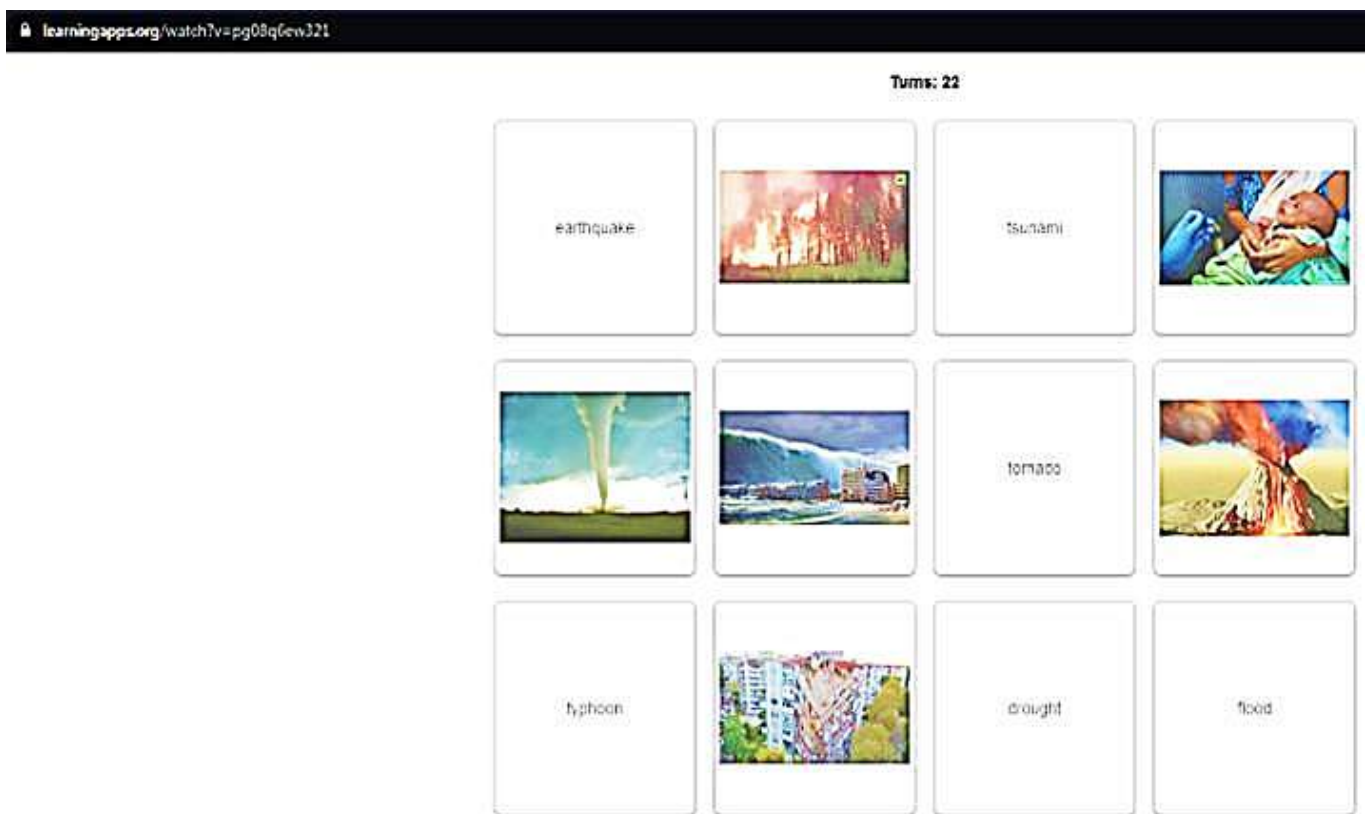 learningapps.org/watch?v=pg08q6ew321
Turns: 22
earthquake
tsunami
tornado
typhoon
drought
flood